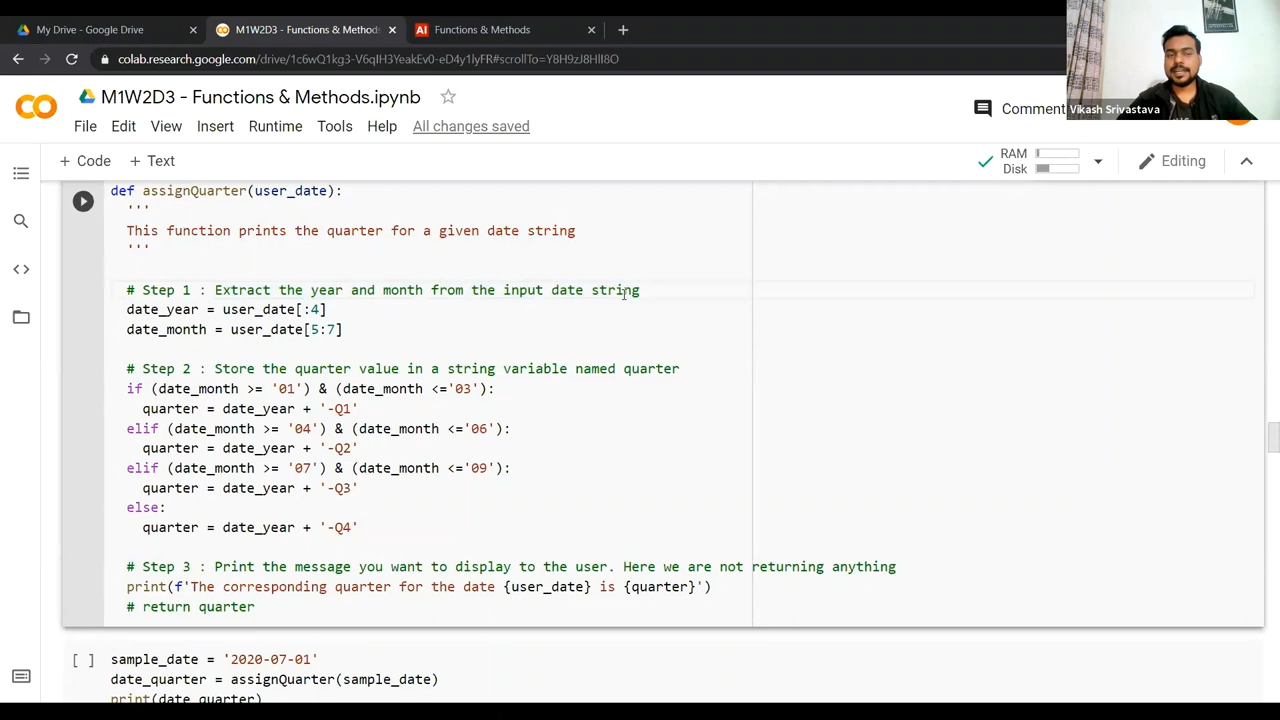 My Drive - Google Drive
M1W2D3 - Functions & Methods
AI Functions & Methods
colab.research.google.com/drive/1c6wQ1kg3-V6qIH3YeakEv0-eD4y1lyFR#scrollTo=Y8H9zJ8HlI8O
Vikash Srivastava
CO
M1W2D3 - Functions & Methods.ipynb
Comment
File Edit View Insert Runtime Tools Help All changes saved
+ Code + Text
RAM
Disk
Editing
def assignQuarter(user_date):
'''
This function prints the quarter for a given date string
'''
# Step 1 : Extract the year and month from the input date string
date_year = user_date[:4]
date_month = user_date[5:7]
# Step 2 : Store the quarter value in a string variable named quarter
if (date_month >= '01') & (date_month <='03'):
quarter = date_year + '-Q1'
elif (date_month >= '04') & (date_month <='06'):
quarter = date_year + '-Q2'
elif (date_month >= '07') & (date_month <='09'):
quarter = date_year + '-Q3'
else:
quarter = date_year + '-Q4'
# Step 3 : Print the message you want to display to the user. Here we are not returning anything
print(f'The corresponding quarter for the date {user_date} is {quarter}')
# return quarter
[ ] sample_date = '2020-07-01'
date_quarter = assignQuarter(sample_date)
print(date_quarter)